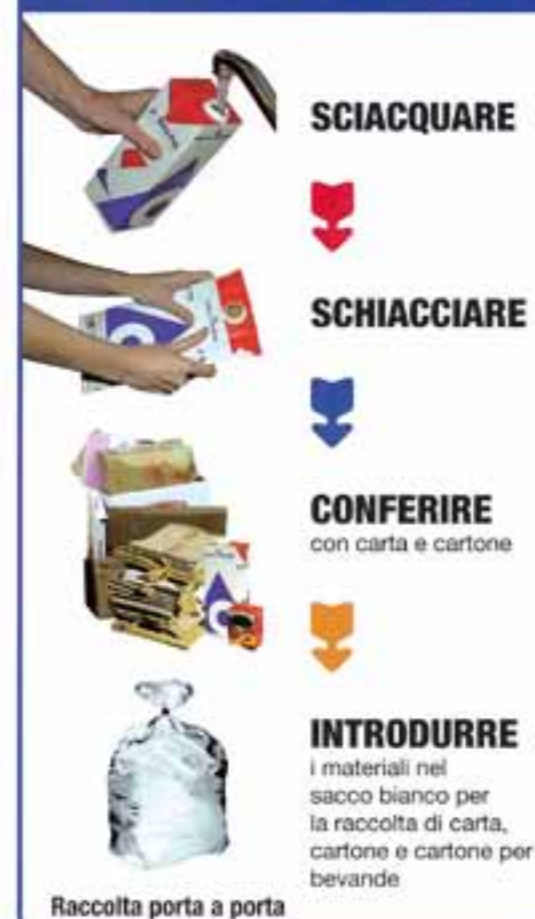 SCIACQUARE
SCHIACCIARE
CONFERIRE
con carta e cartone
INTRODURRE
i materiali nel
sacco bianco per
la raccolta di carta,
cartone e cartone per
bevande
Raccolta porta a porta